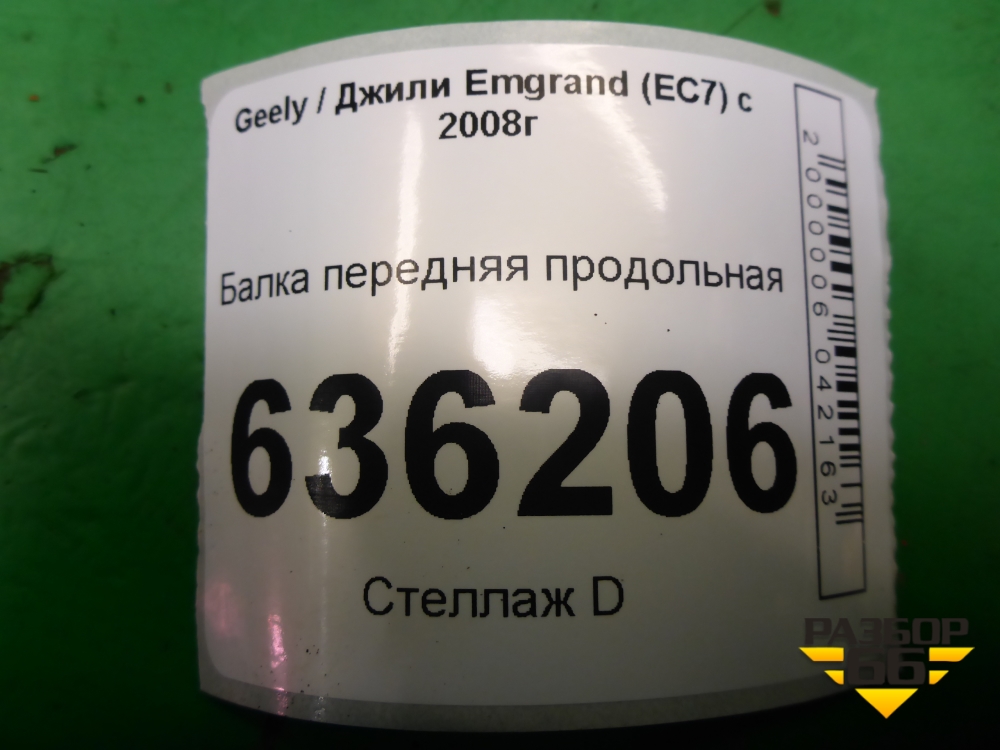 Geely / Джили Emgrand (EC7) с
2008г
Балка передняя продольная
636206
Стеллаж D
2000006042163
РАЗБОР
66